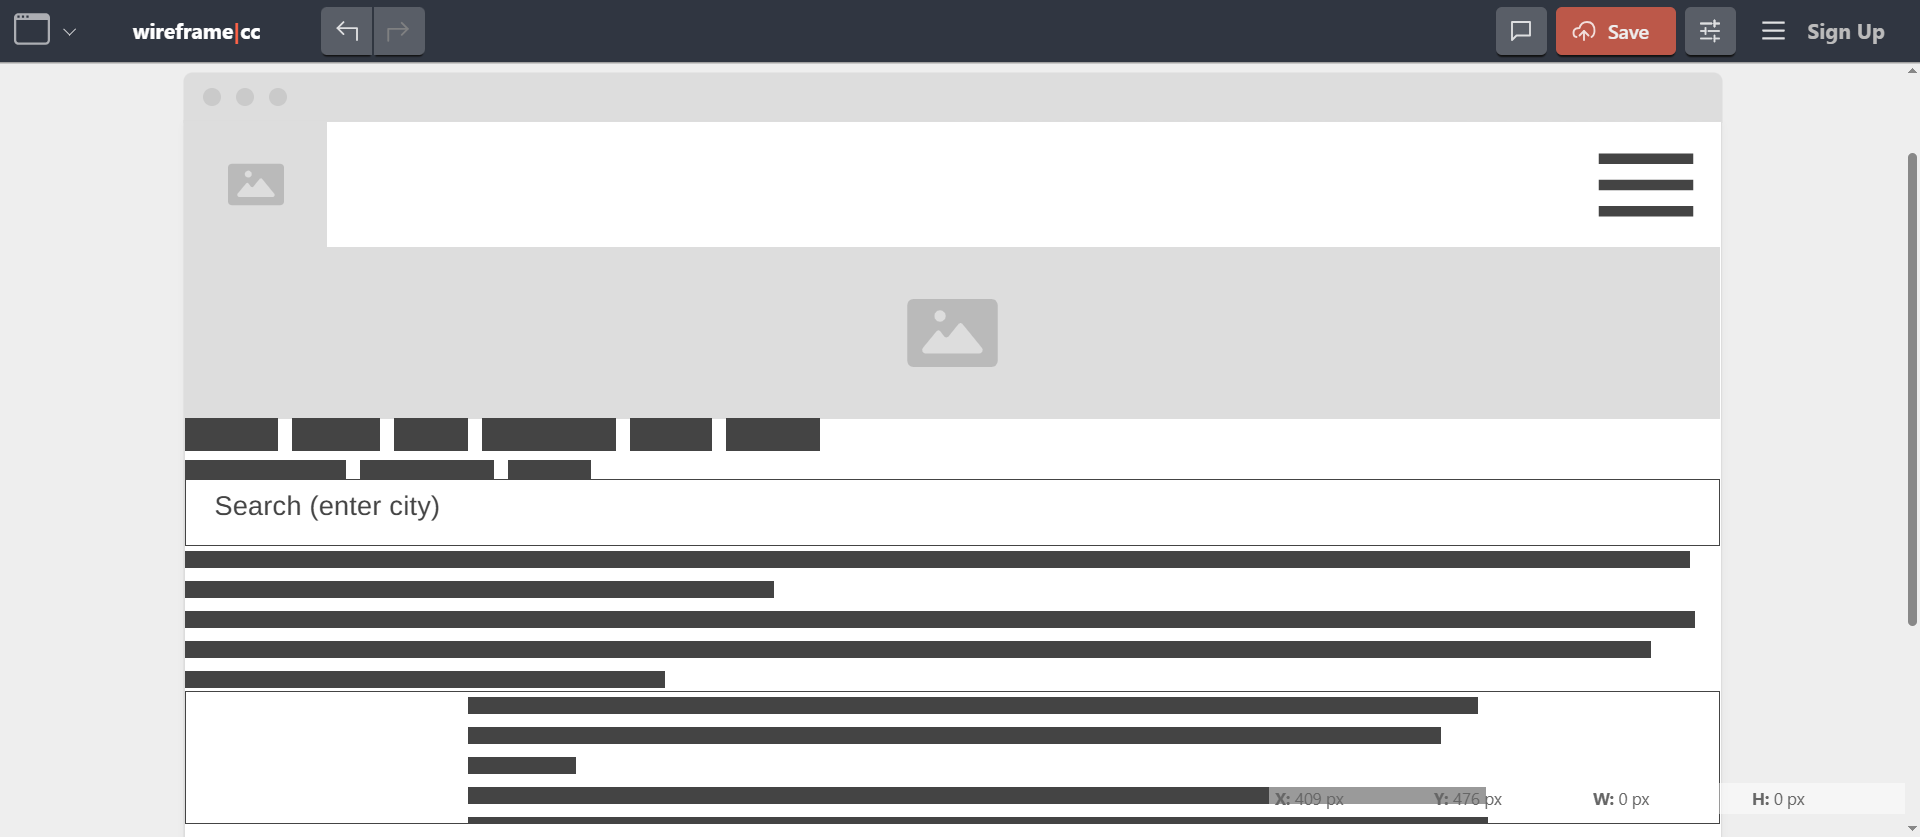 wireframe|cc
Save
Sign Up
Search (enter city)
X: 409 px Y: 476 px W: 0 px H: 0 px